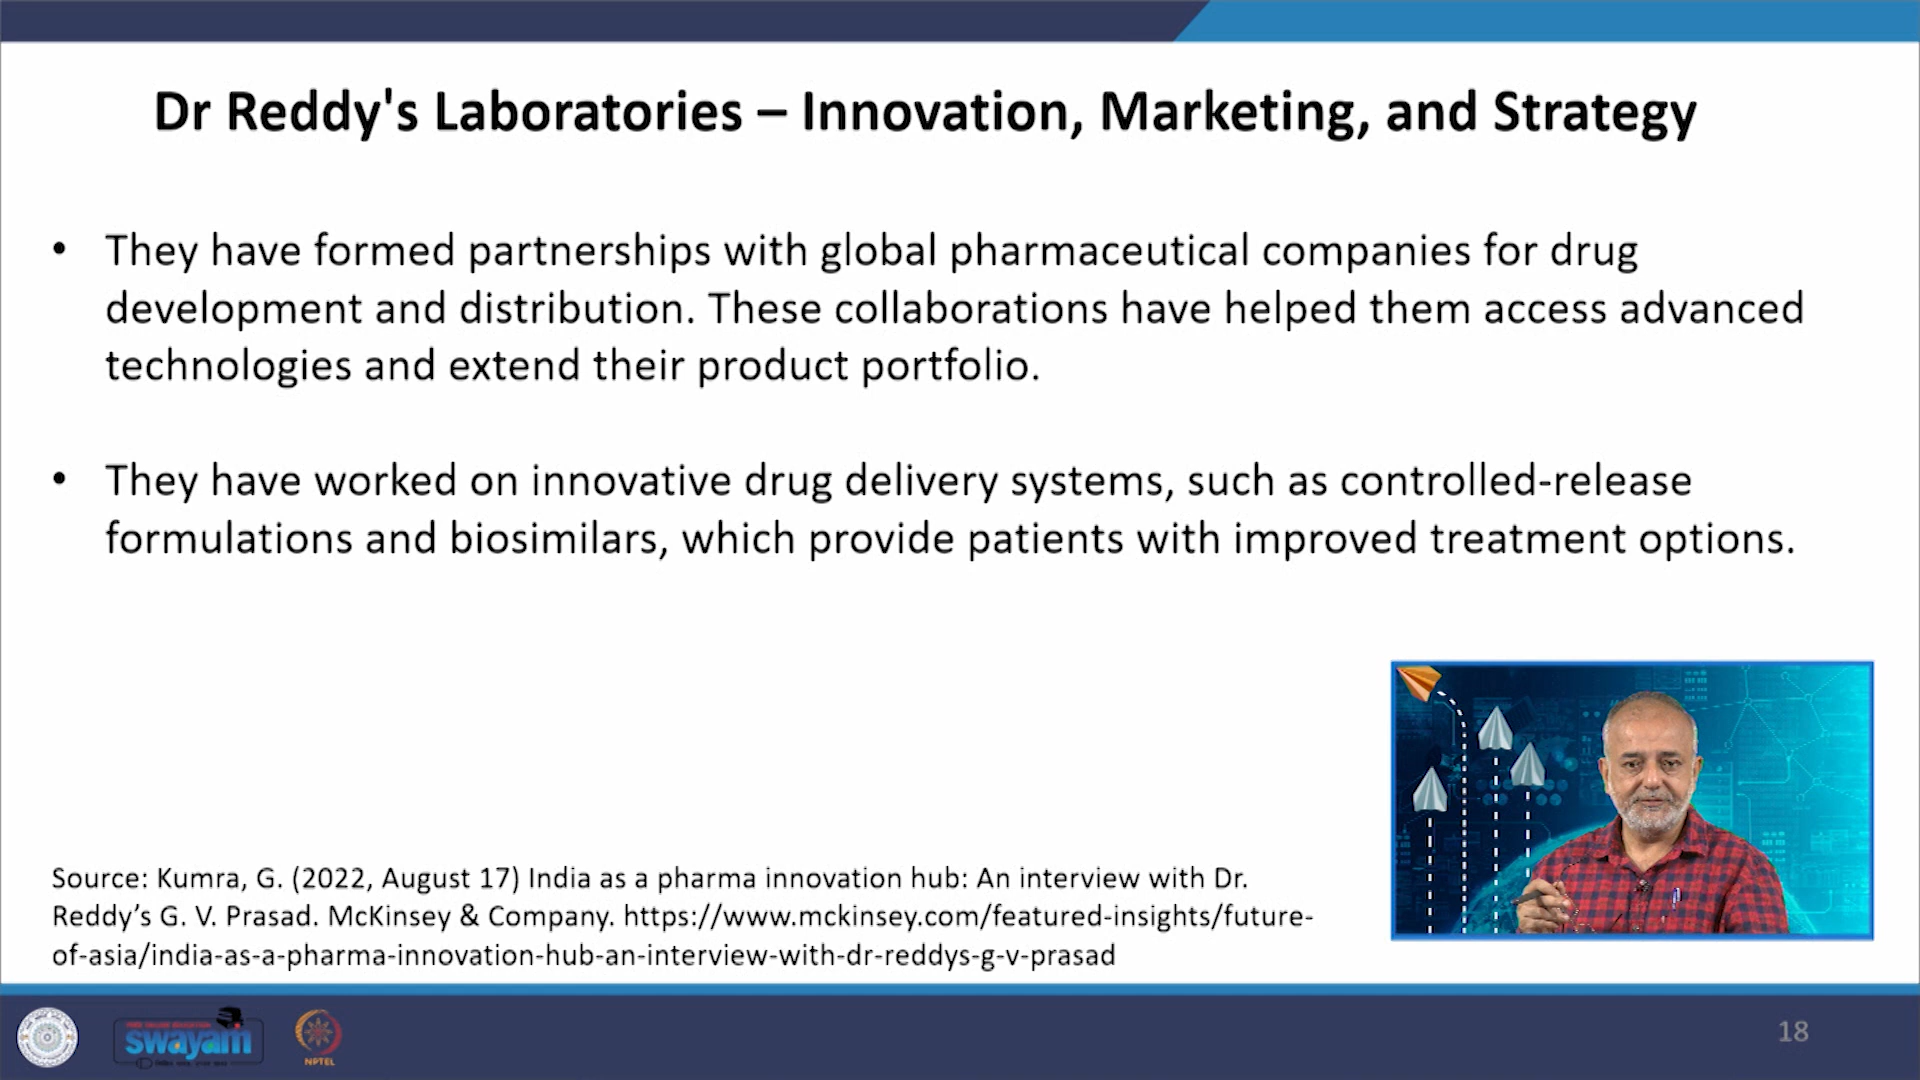 Dr Reddy's Laboratories – Innovation, Marketing, and Strategy
• They have formed partnerships with global pharmaceutical companies for drug
development and distribution. These collaborations have helped them access advanced
technologies and extend their product portfolio.
• They have worked on innovative drug delivery systems, such as controlled-release
formulations and biosimilars, which provide patients with improved treatment options.
Source: Kumra, G. (2022, August 17) India as a pharma innovation hub: An interview with Dr.
Reddy’s G. V. Prasad. McKinsey & Company. https://www.mckinsey.com/featured-insights/future-
of-asia/india-as-a-pharma-innovation-hub-an-interview-with-dr-reddys-g-v-prasad
swayam
NPTEL
18